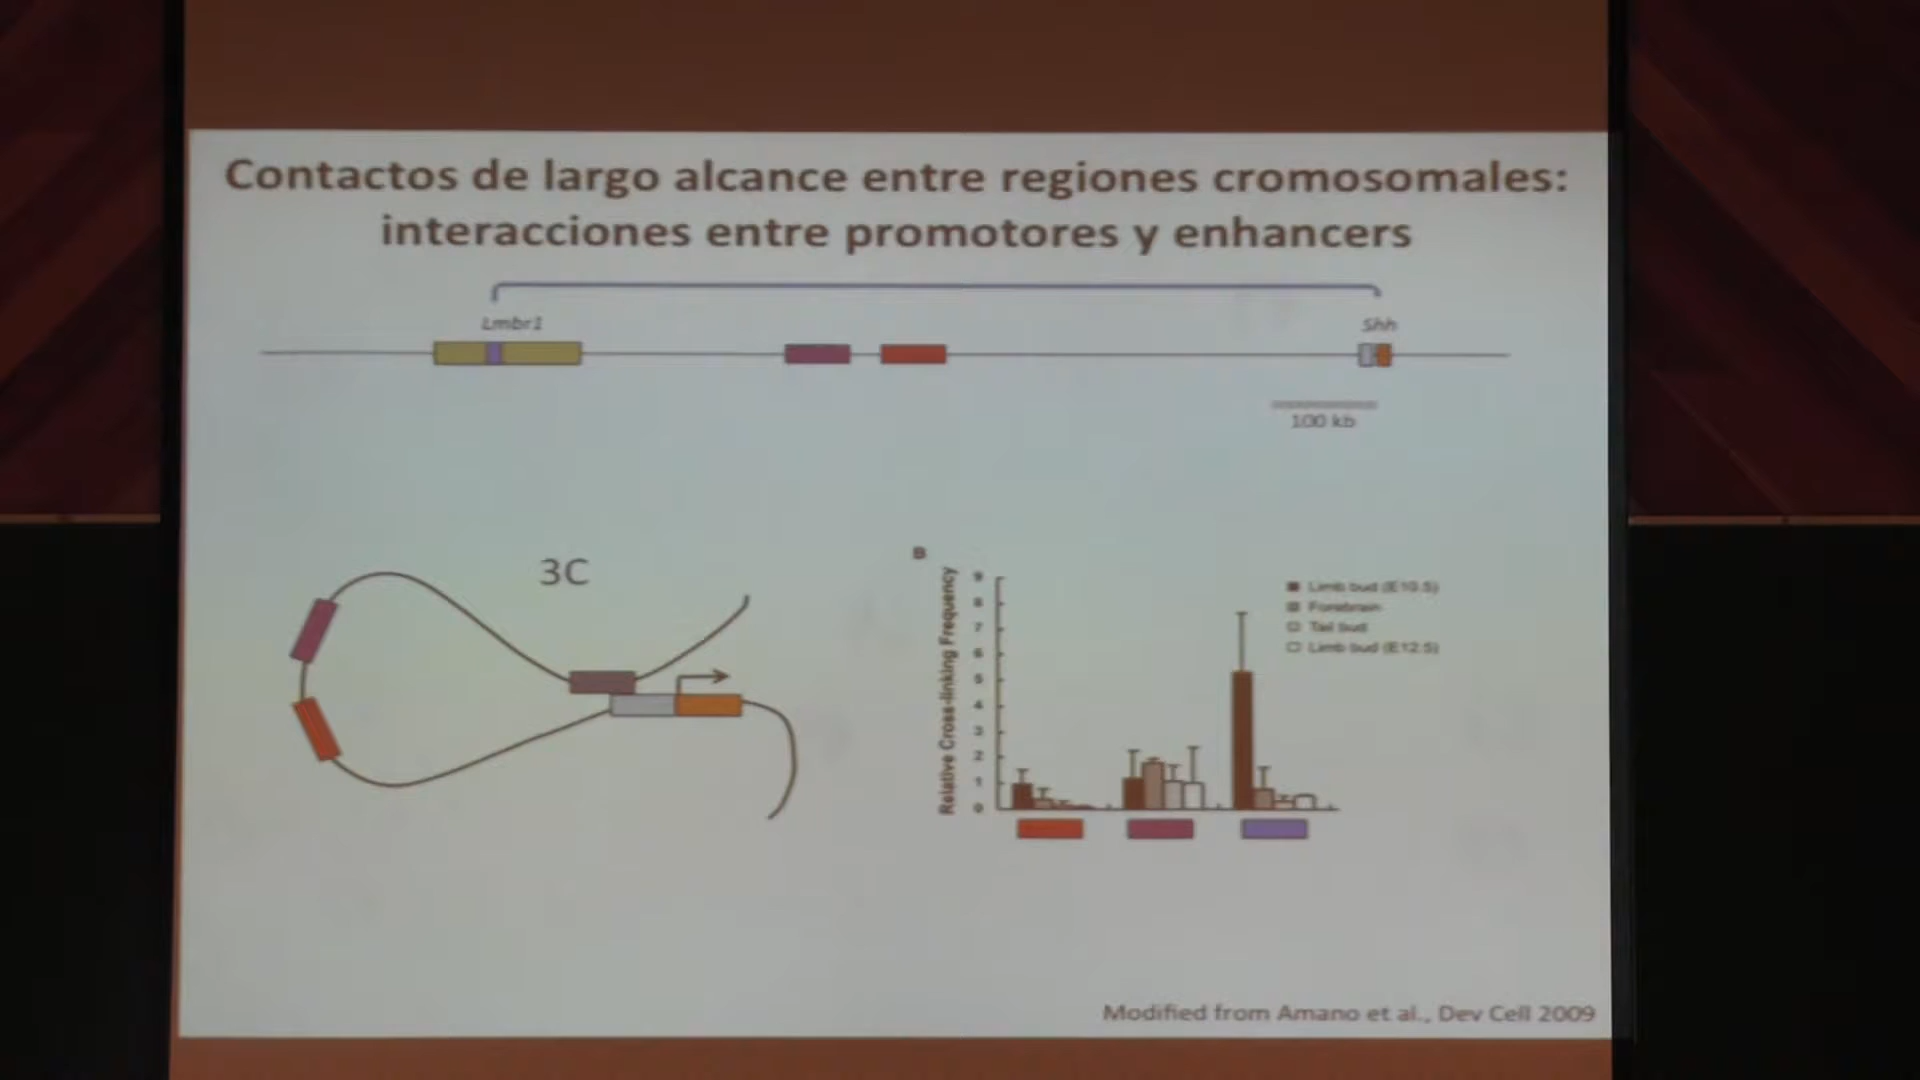 Contactos de largo alcance entre regiones cromosomales:
interacciones entre promotores y enhancers
Lmbr1
Shh
100 kb
3C
B
Relative Cross-linking Frequency
9
8
7
6
5
4
3
2
1
0
Limb bud (E10.5)
Forebrain
Tail bud
Limb bud (E12.5)
Modified from Amano et al., Dev Cell 2009